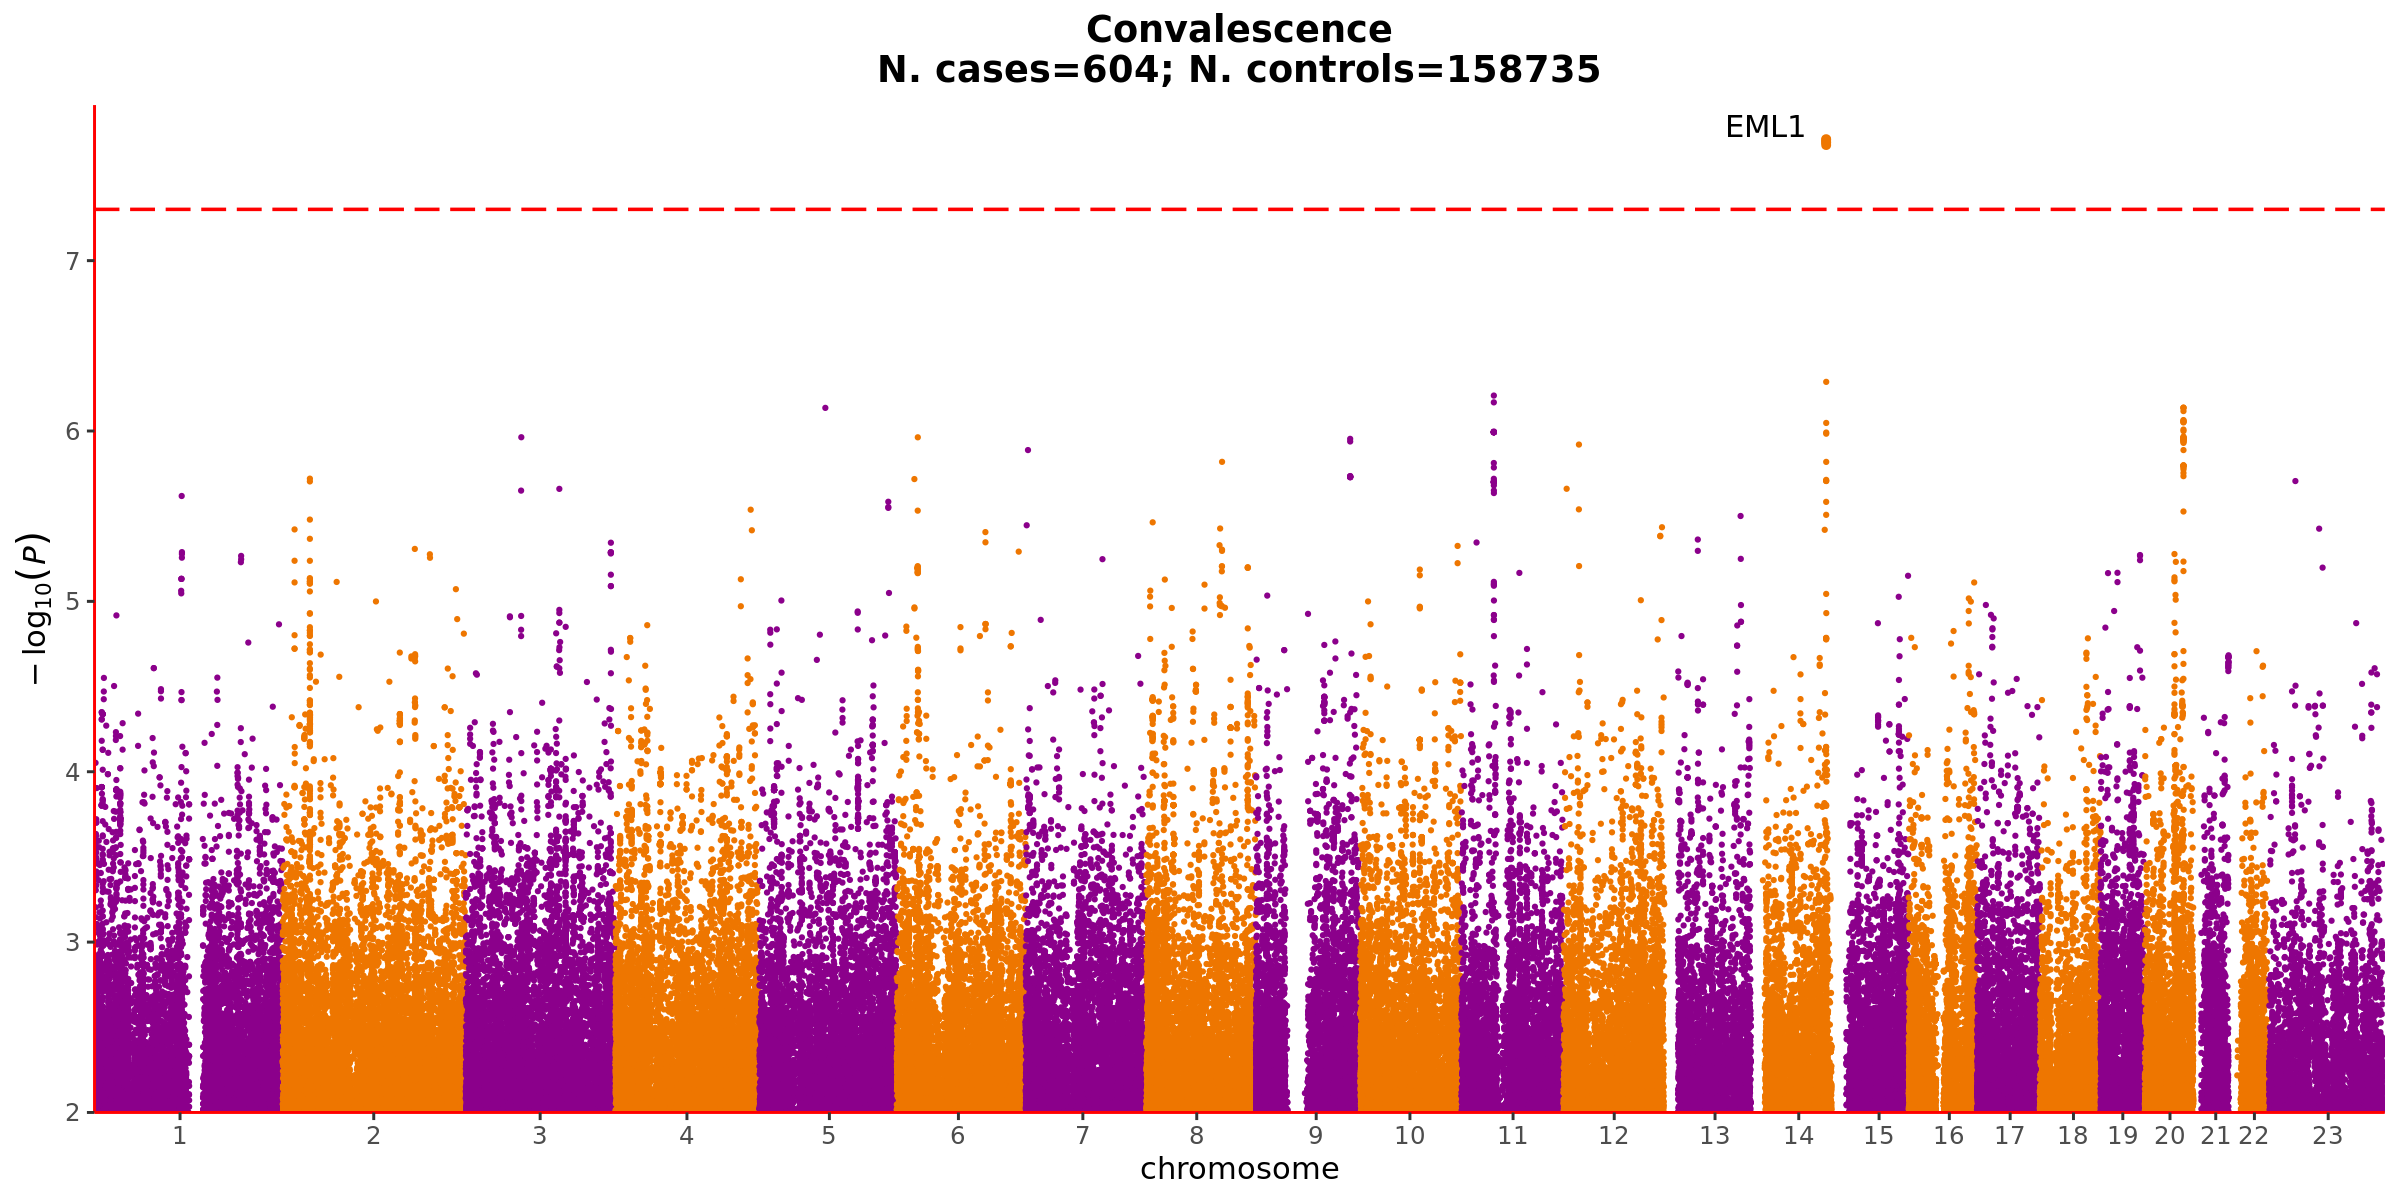 Convalescence
N. cases=604; N. controls=158735
EML1
7
6
5
4
3
2
− log10(P)
1 2 3 4 5 6 7 8 9 10 11 12 13 14 15 16 17 18 19 20 21 22 23
chromosome